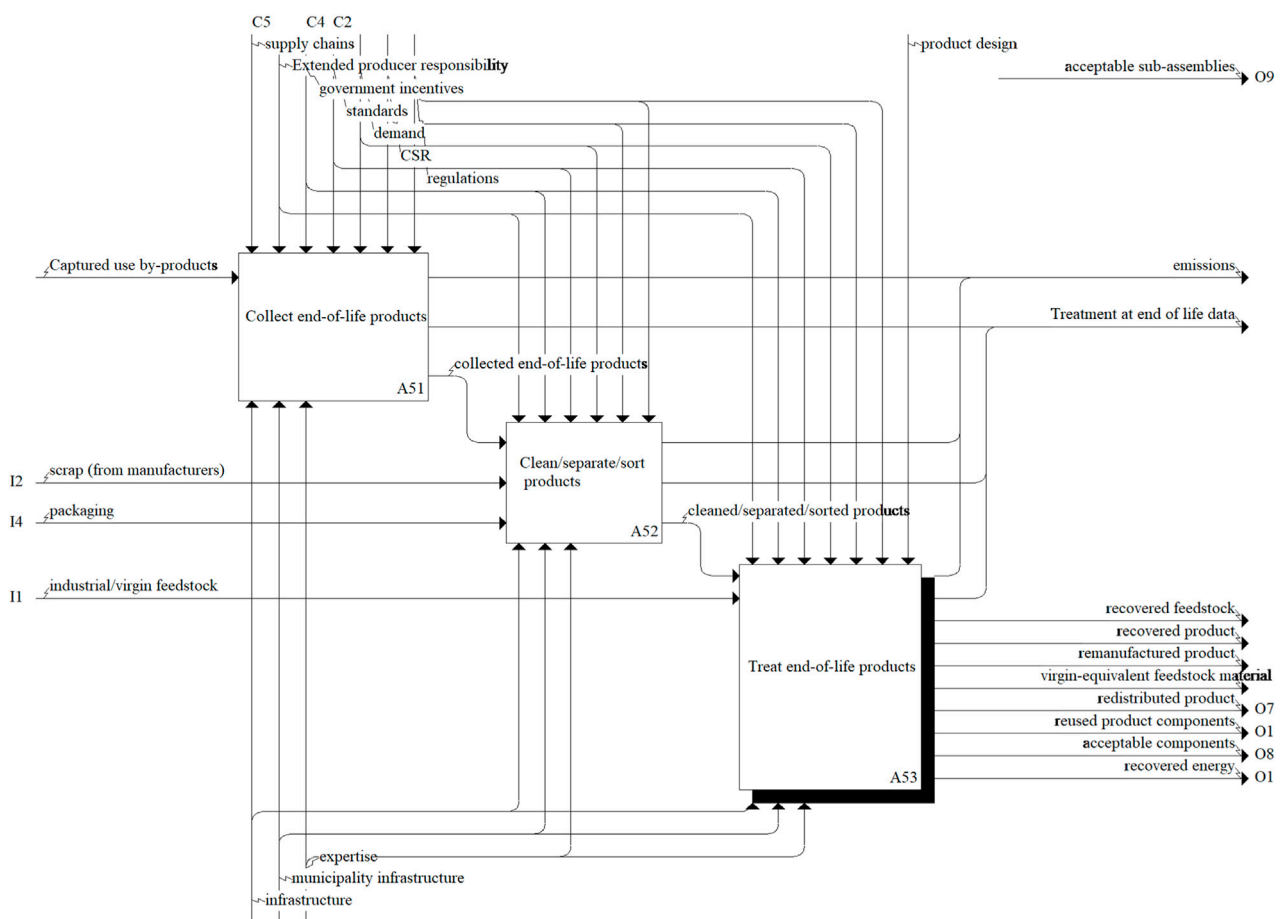 C5 C4 C2
supply chains
product design
Extended producer responsibility
acceptable sub-assemblies O9
government incentives
standards
demand
CSR
regulations
Captured use by-products
emissions
Collect end-of-life products
Treatment at end of life data
A51
collected end-of-life products
Clean/separate/sort
products
I2 scrap (from manufacturers)
I4 packaging
A52
cleaned/separated/sorted products
I1 industrial/virgin feedstock
recovered feedstock
recovered product
remanufactured product
Treat end-of-life products
virgin-equivalent feedstock material
redistributed product O7
reused product components O1
acceptable components O8
recovered energy O1
A53
expertise
municipality infrastructure
infrastructure